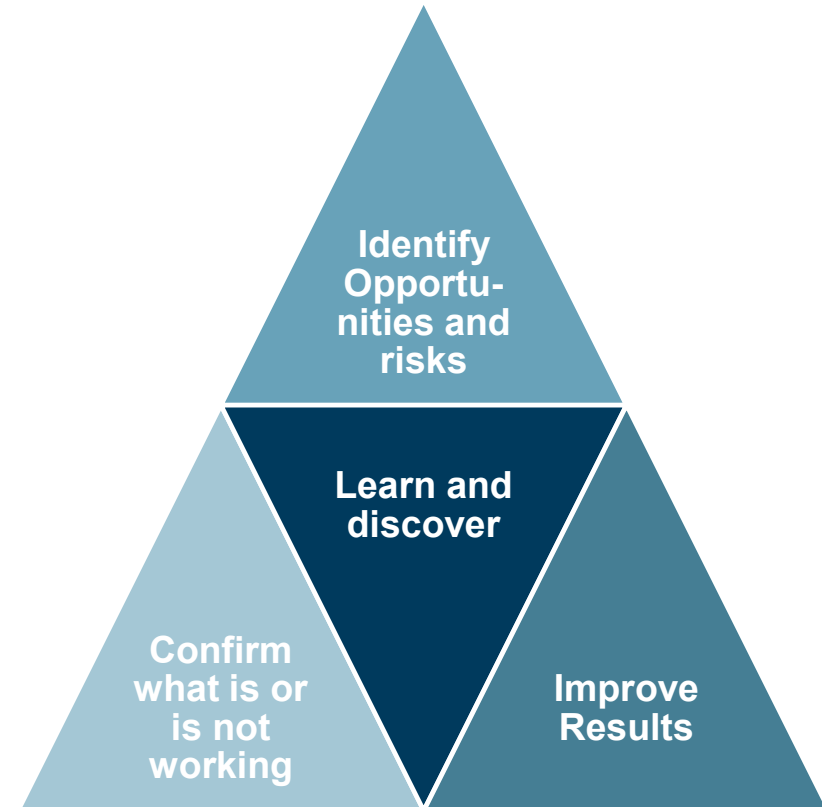 Identify
Opportu-
nities and
risks
Learn and
discover
Confirm
what is or
is not
working
Improve
Results